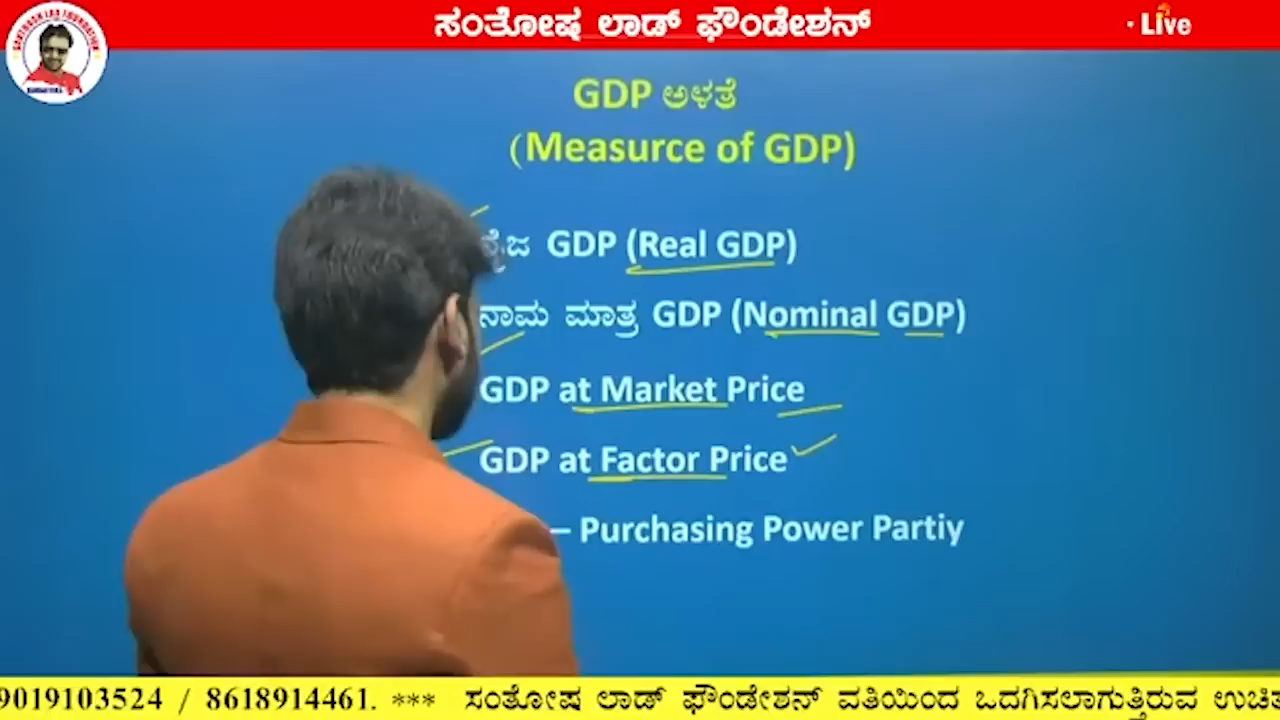 ಸಂತೋಷ ಲಾಡ್ ಫೌಂಡೇಶನ್
· Live
GDP ಅಳತೆ
(Measurce of GDP)
GDP (Real GDP)
ನಾಮ ಮಾತ್ರ GDP (Nominal GDP)
GDP at Market Price
GDP at Factor Price
– Purchasing Power Partiy
9019103524 / 8618914461. *** ಸಂತೋಷ ಲಾಡ್ ಫೌಂಡೇಶನ್ ವತಿಯಿಂದ ಒದಗಿಸಲಾಗುತ್ತಿರುವ